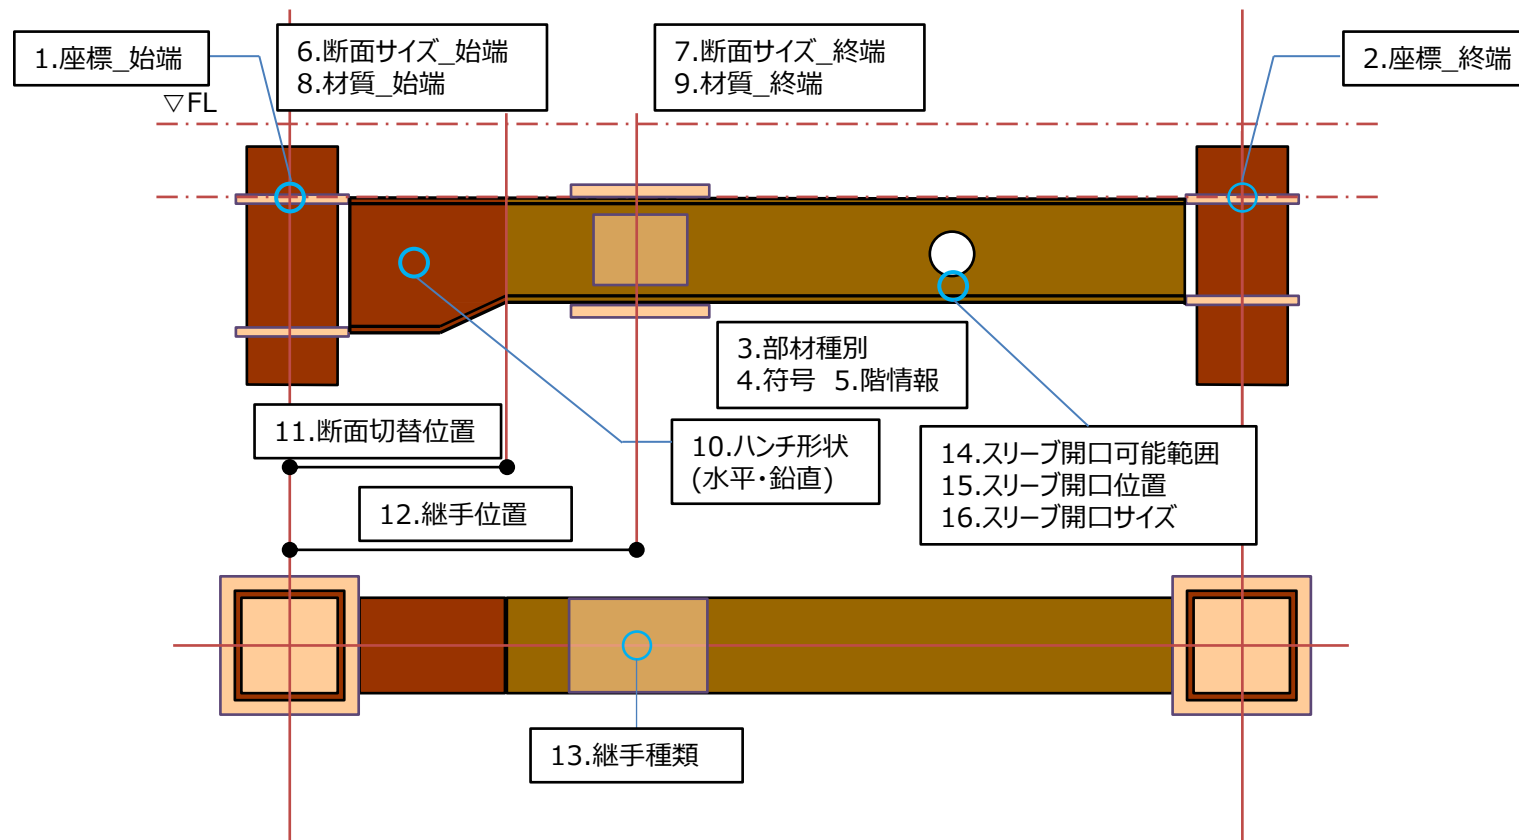 1.座標_始端
6.断面サイズ_始端
8.材質_始端
7.断面サイズ_終端
9.材質_終端
2.座標_終端
▽FL
3.部材種別
4.符号 5.階情報
11.断面切替位置
10.ハンチ形状
(水平・鉛直)
14.スリーブ開口可能範囲
15.スリーブ開口位置
16.スリーブ開口サイズ
12.継手位置
13.継手種類